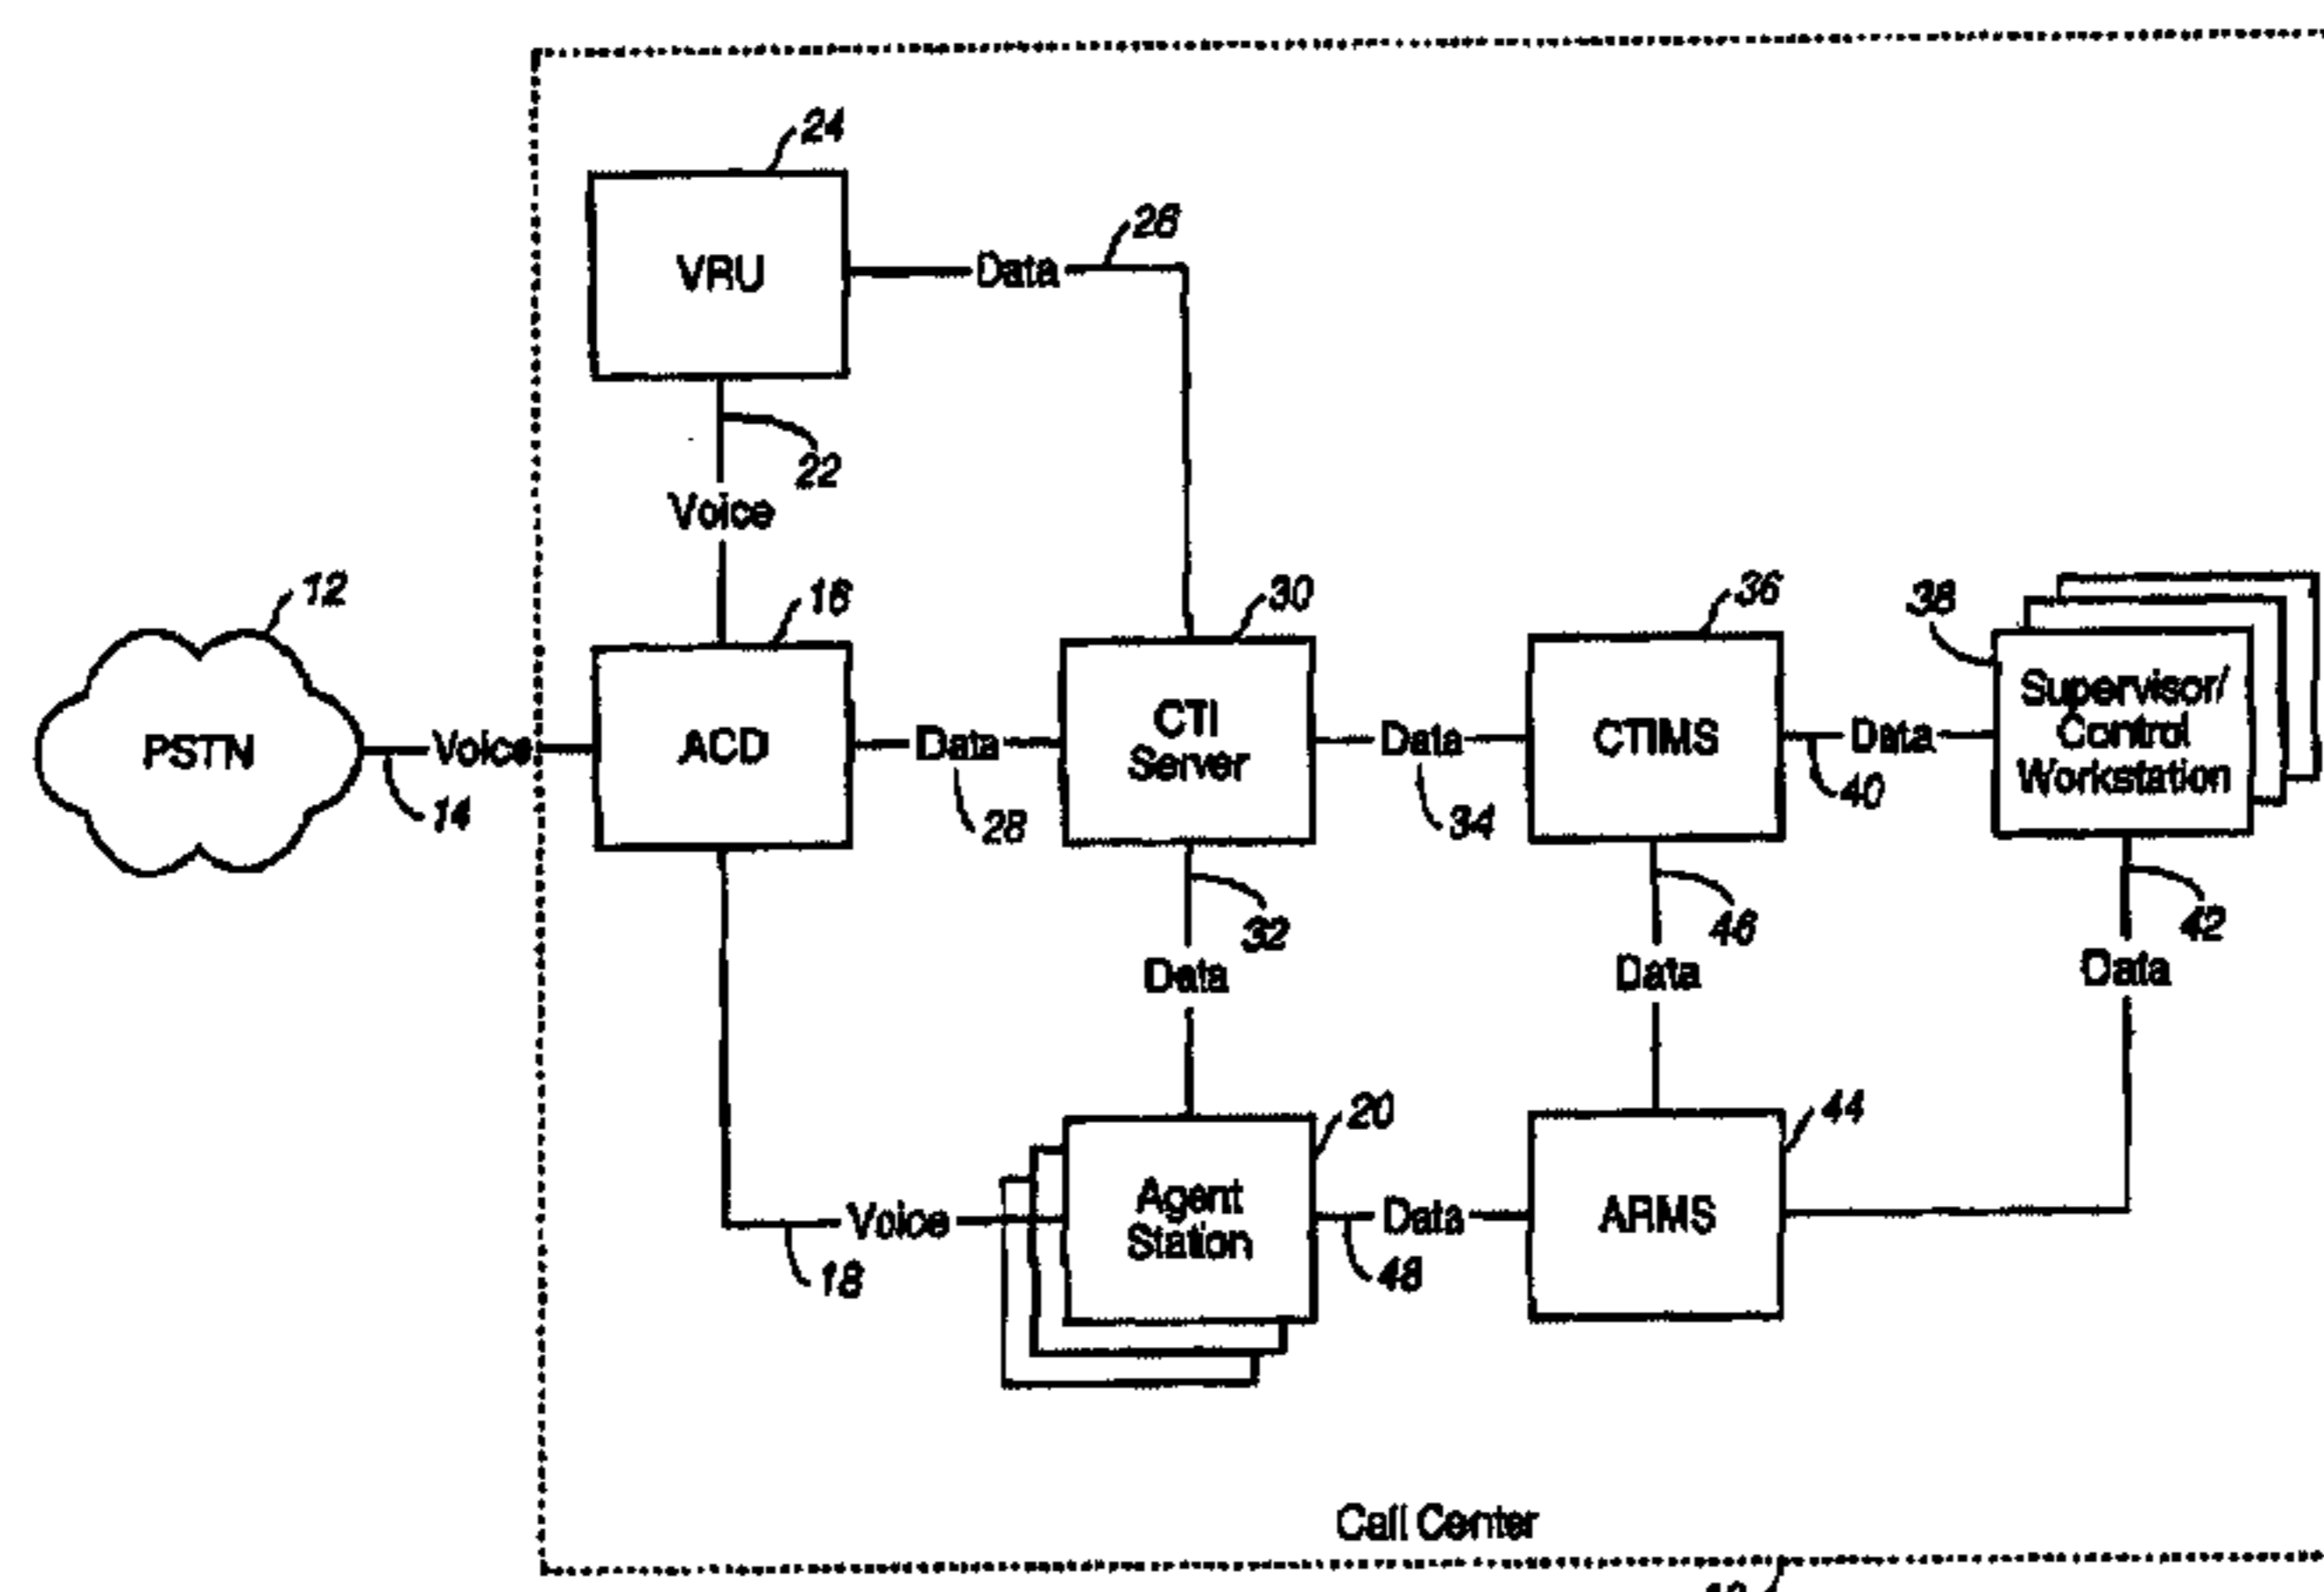 24
VRU
Data
26
22
Voice
12
PSTN
Voice
14
16
ACD
Data
28
30
CTI
Server
Data
34
36
CTIMS
Data
40
38
Supervisor/
Control
Workstation
32
Data
46
Data
42
Data
18
Voice
20
Agent
Station
48
Data
44
ARMS
Call Center